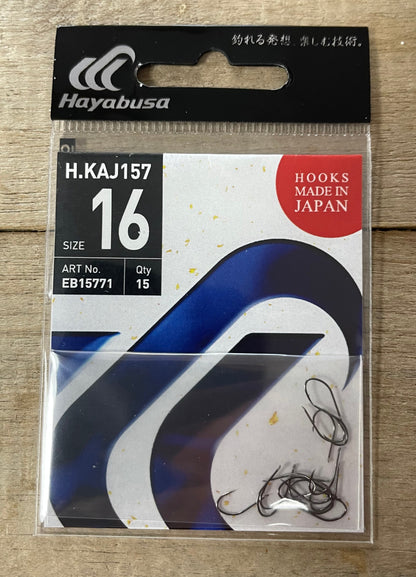 釣れる発想、楽しむ技術。
Hayabusa
H.KAJ157
SIZE 16
ART No. Qty
EB15771 15
HOOKS
MADE IN
JAPAN